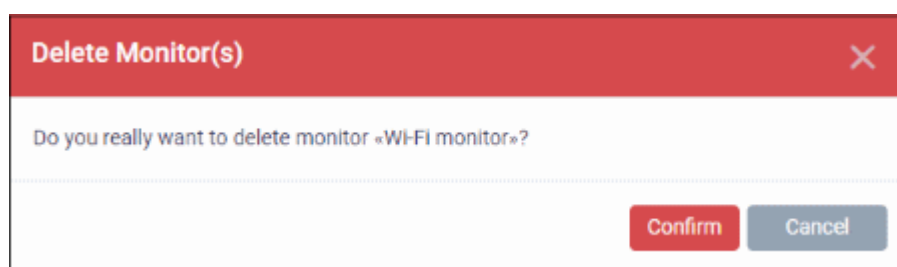 Delete Monitor(s)
Do you really want to delete monitor «Wi-Fi monitor»?
Confirm Cancel